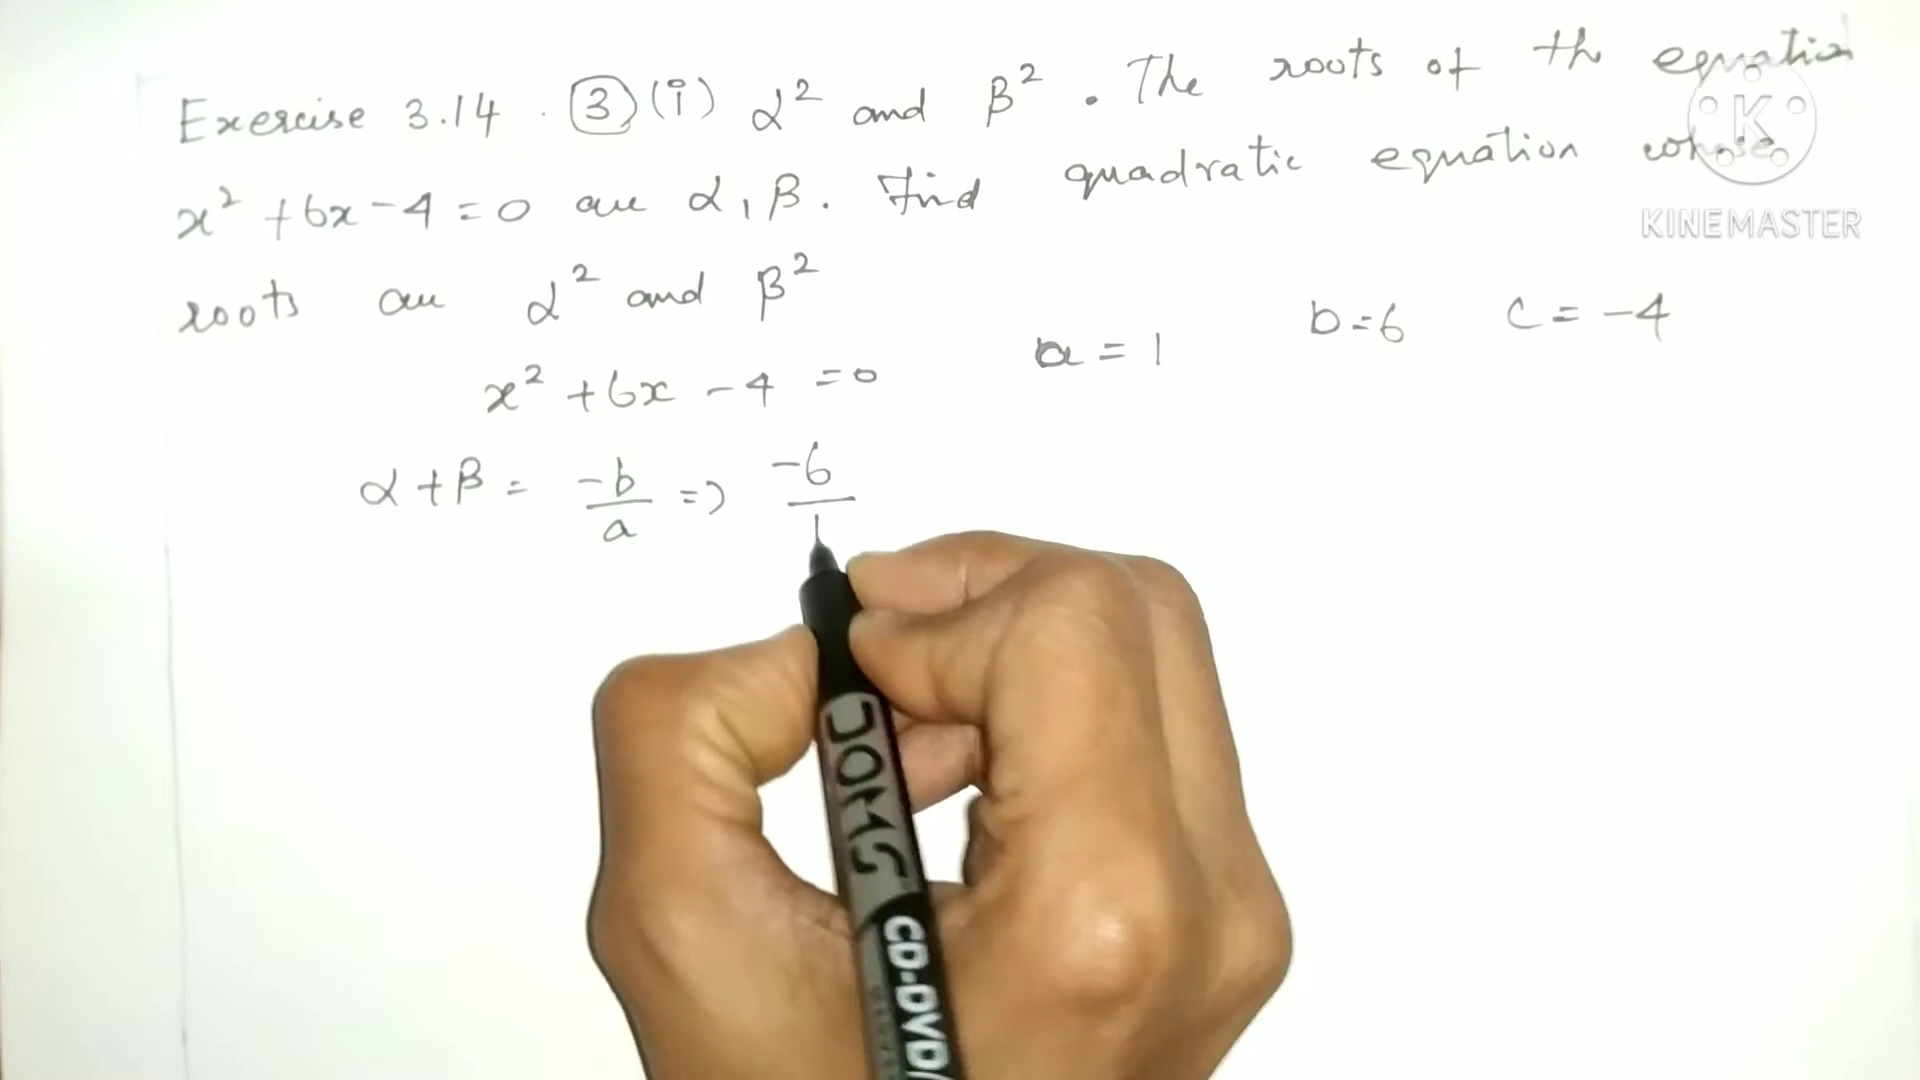 Exercise 3.14 . 3 (i) α² and β² . The roots of th equation
x² + 6x - 4 = 0 are α, β. Find quadratic equation whose
roots are α² and β²
x² + 6x - 4 = 0 a = 1 b = 6 c = -4
α + β = -b/a => -6/1
K
KINEMASTER
DOMS
CD-DVD/